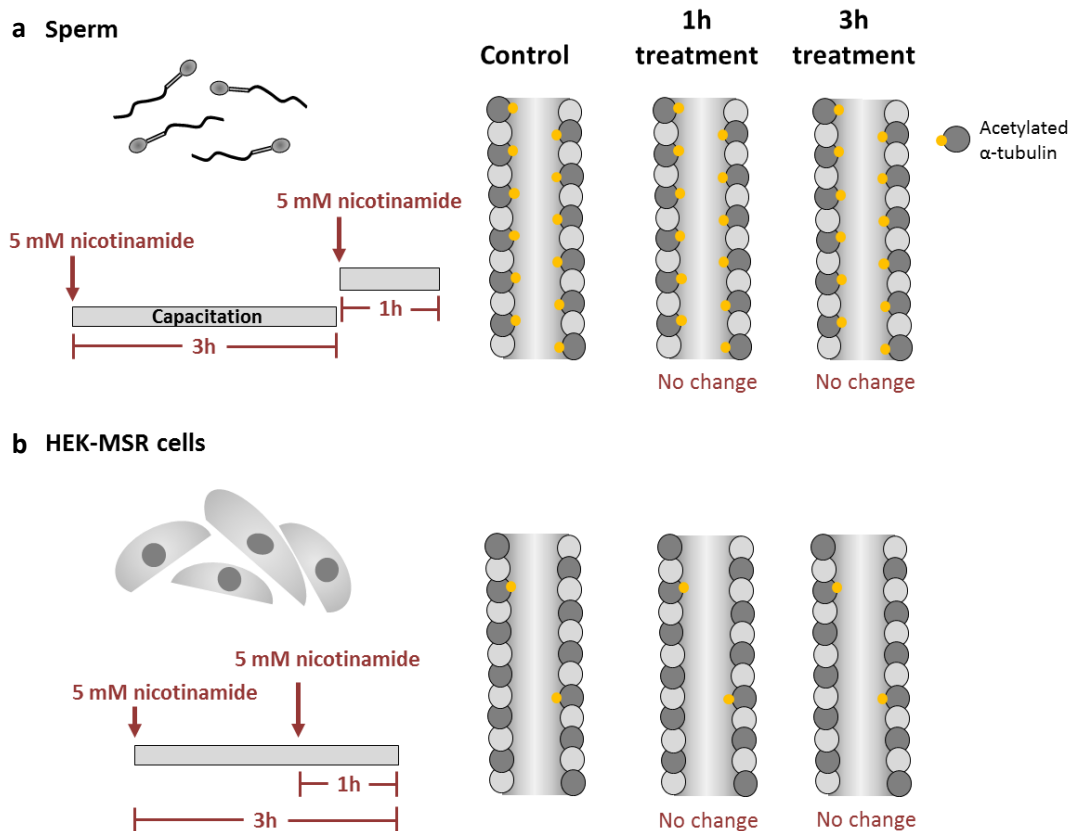 a Sperm
Control
1h
treatment
3h
treatment
Acetylated
α-tubulin
5 mM nicotinamide
5 mM nicotinamide
Capacitation
1h
3h
No change
No change
b HEK-MSR cells
5 mM nicotinamide
5 mM nicotinamide
1h
3h
No change
No change